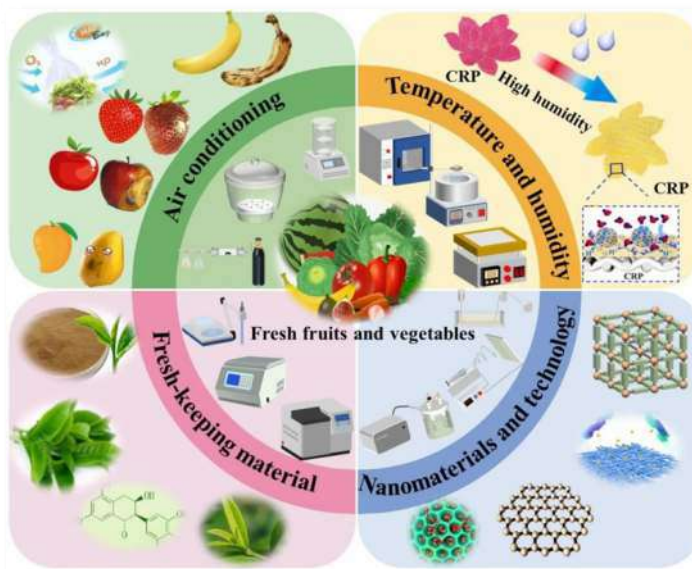 Air conditioning
Temperature and humidity
CRP
High humidity
CRP
CRP
Fresh fruits and vegetables
Fresh-keeping material
Nanomaterials and technology